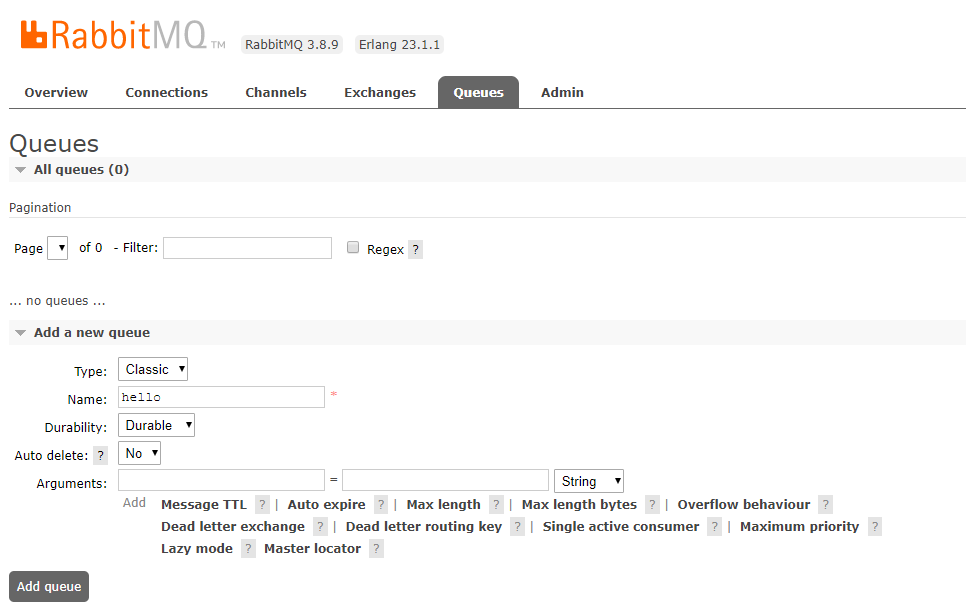 RabbitMQ TM RabbitMQ 3.8.9 Erlang 23.1.1
Overview Connections Channels Exchanges Queues Admin
Queues
All queues (0)
Pagination
Page of 0 - Filter: Regex ?
... no queues ...
Add a new queue
Type: Classic
Name: hello *
Durability: Durable
Auto delete: ? No
Arguments: = String
Add Message TTL ? | Auto expire ? | Max length ? | Max length bytes ? | Overflow behaviour ?
Dead letter exchange ? | Dead letter routing key ? | Single active consumer ? | Maximum priority ?
Lazy mode ? Master locator ?
Add queue